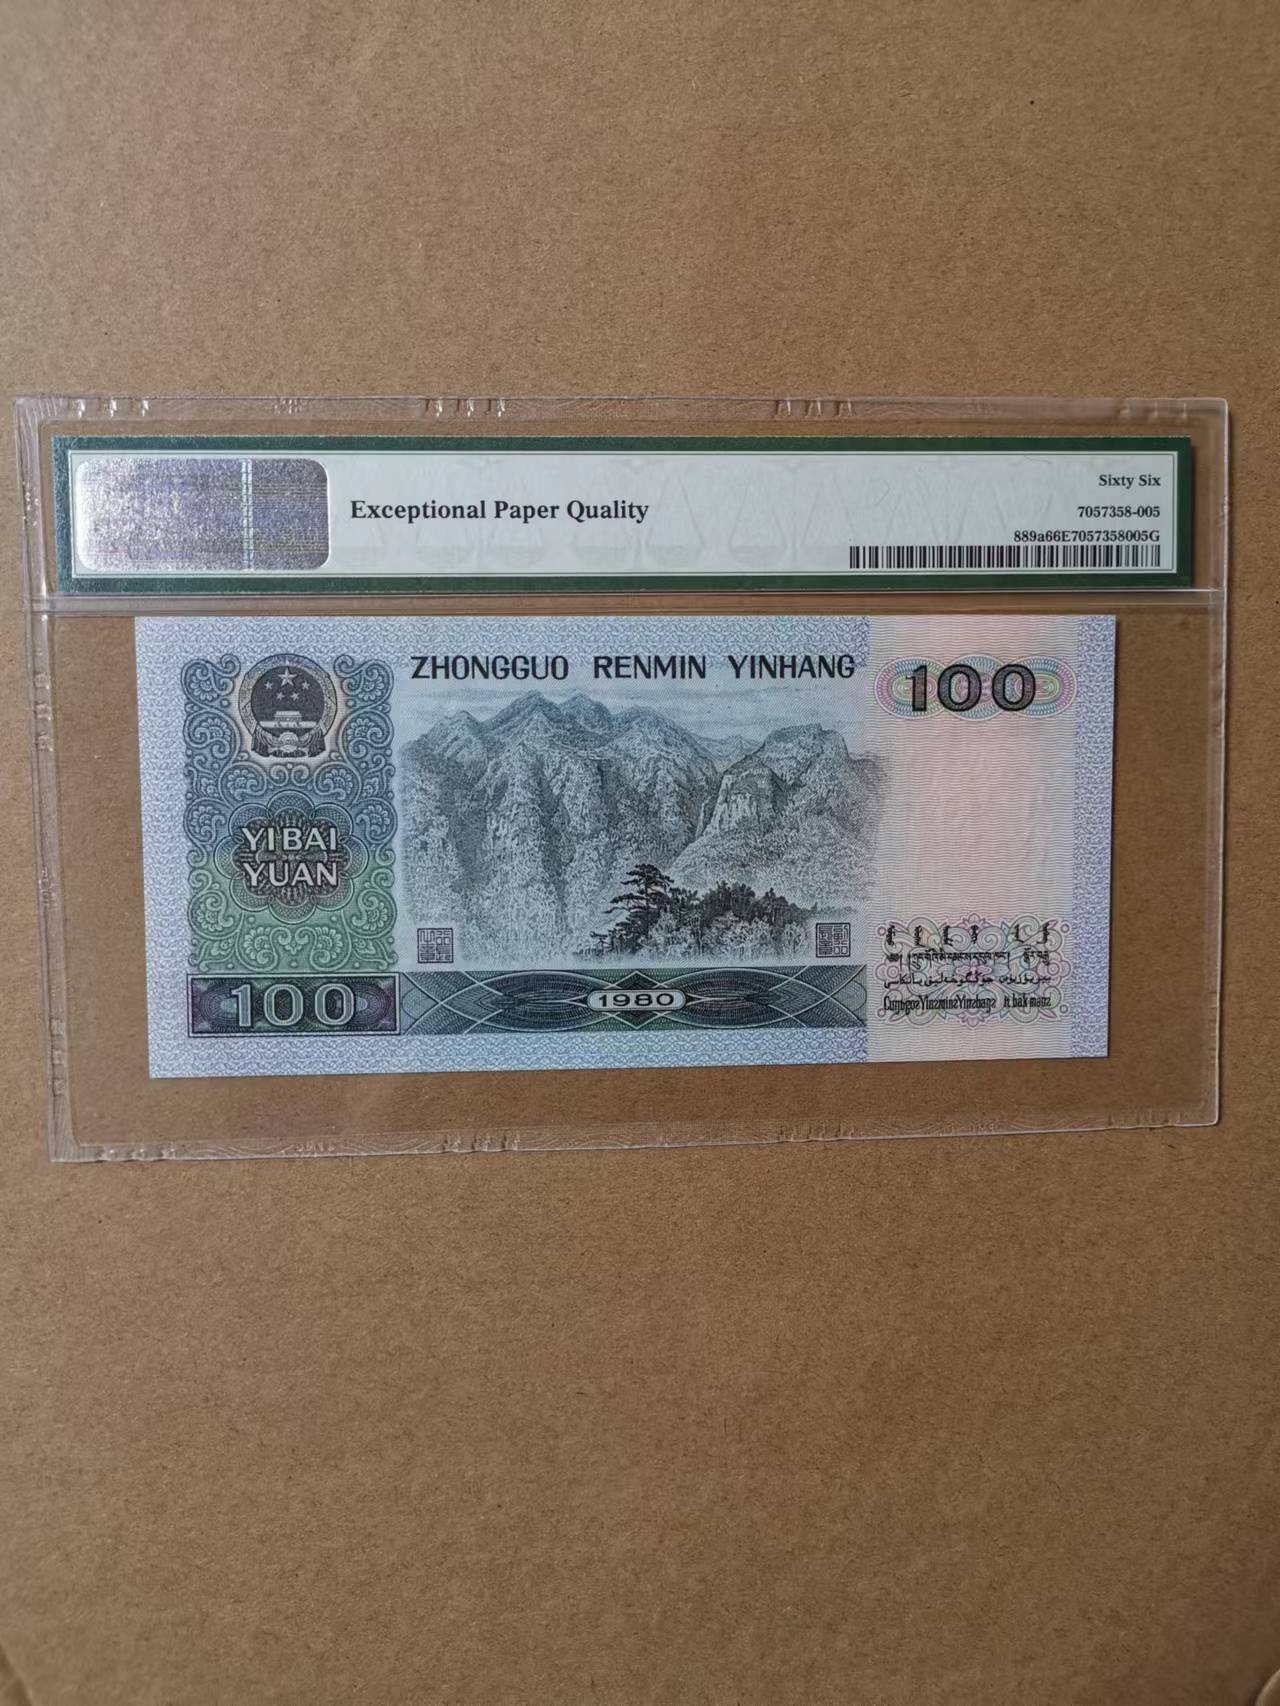 Sixty Six
Exceptional Paper Quality
7057358-005
889a66E7057358005G
ZHONGGUO RENMIN YINHANG
100
YIBAI
YUAN
100
1980